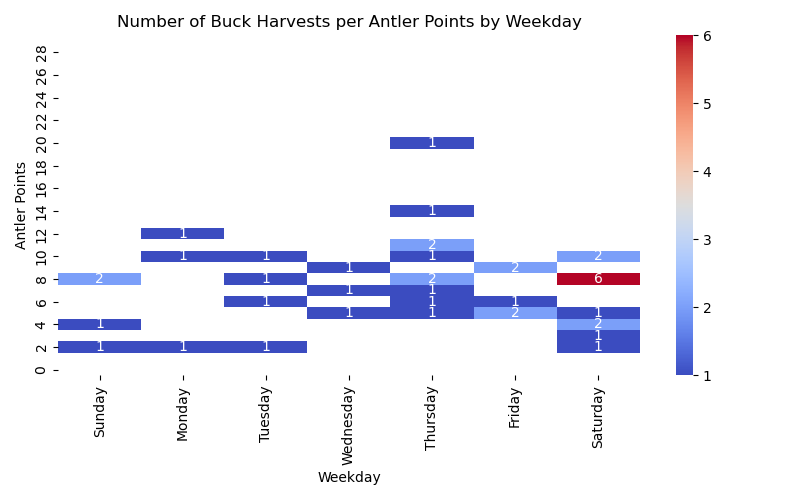 Number of Buck Harvests per Antler Points by Weekday
6
28
26
5
24
22
20 1
18
4
16
14 1
Antler Points
12 1
2
3
10 1 1 1 2
1 2
8 2 1 2 6
1 1
2
6 1 1 1
1 1 2 1
4 1 2
1
2 1 1 1 1
0
1
Sunday Monday Tuesday Wednesday Thursday Friday Saturday
Weekday